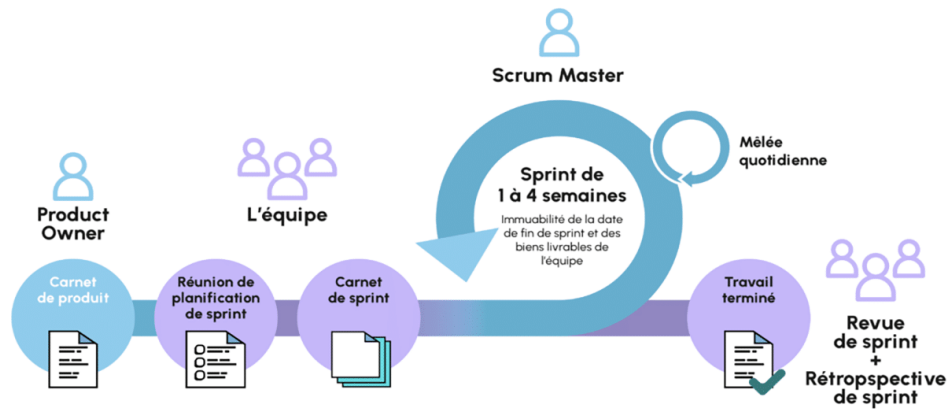 Scrum Master
Mêlée
quotidienne
Sprint de
1 à 4 semaines
Immuabilité de la date
de fin de sprint et des
biens livrables de
l'équipe
Product
Owner
L'équipe
Carnet
de produit
Réunion de
planification
de sprint
Carnet
de sprint
Travail
terminé
Revue
de sprint
+
Rétropspective
de sprint